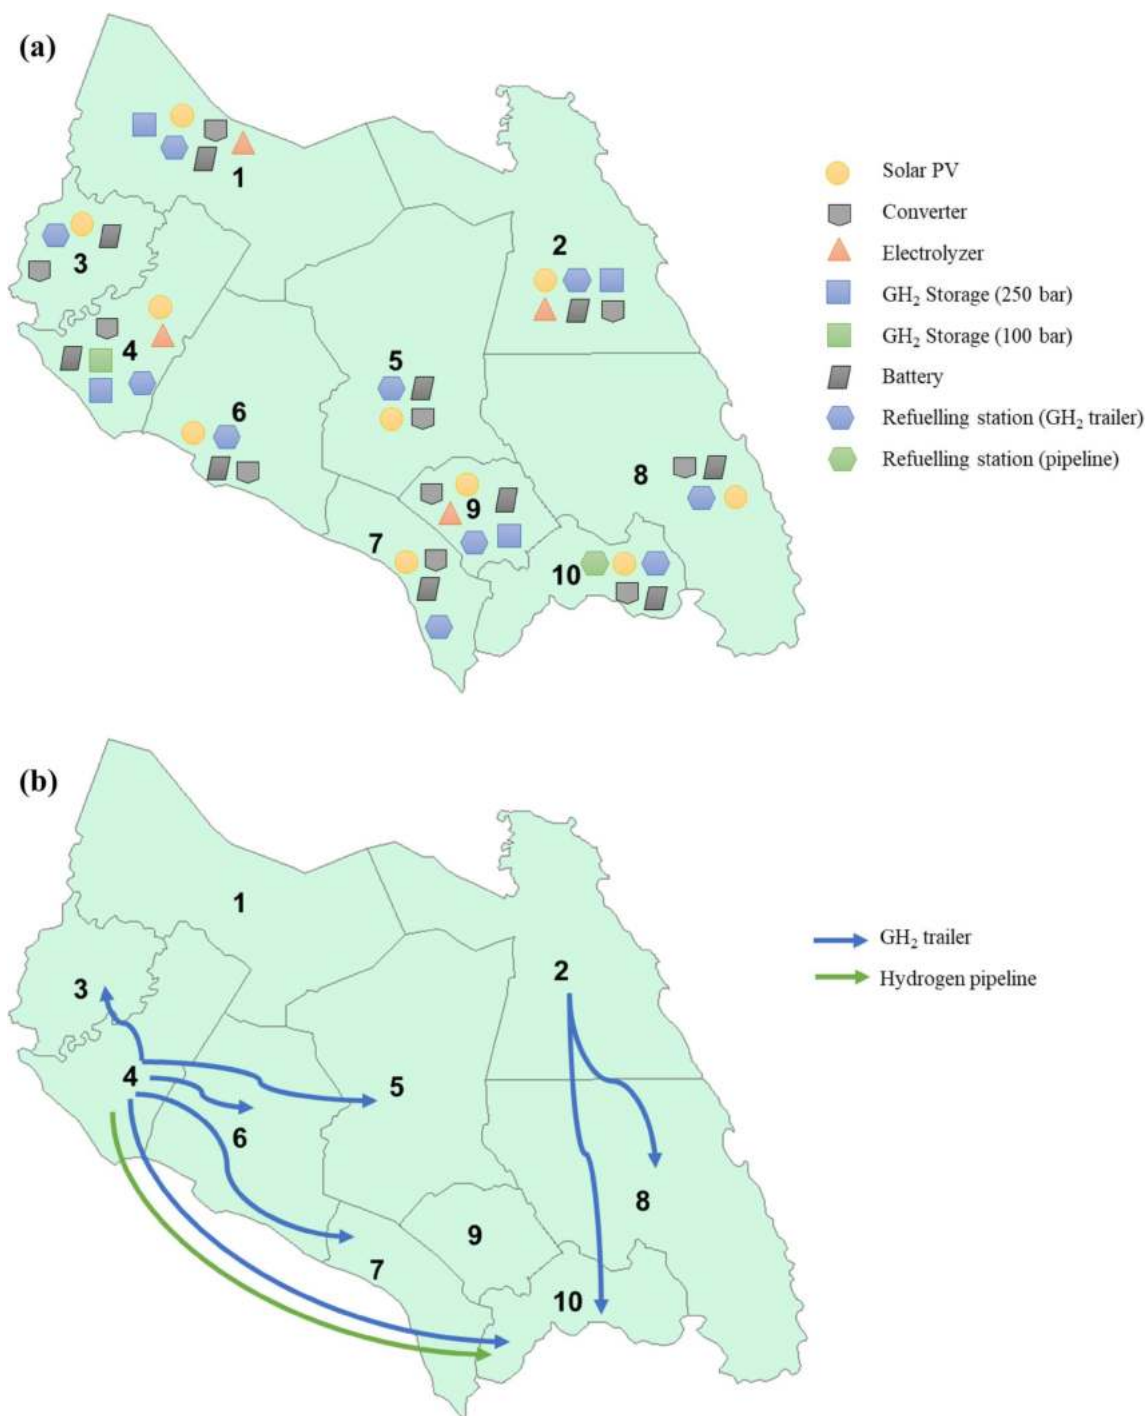 (a)
1
2
3
4
5
6
7
8
9
10
Solar PV
Converter
Electrolyzer
GH₂ Storage (250 bar)
GH₂ Storage (100 bar)
Battery
Refuelling station (GH₂ trailer)
Refuelling station (pipeline)
(b)
1
2
3
4
5
6
7
8
9
10
GH₂ trailer
Hydrogen pipeline